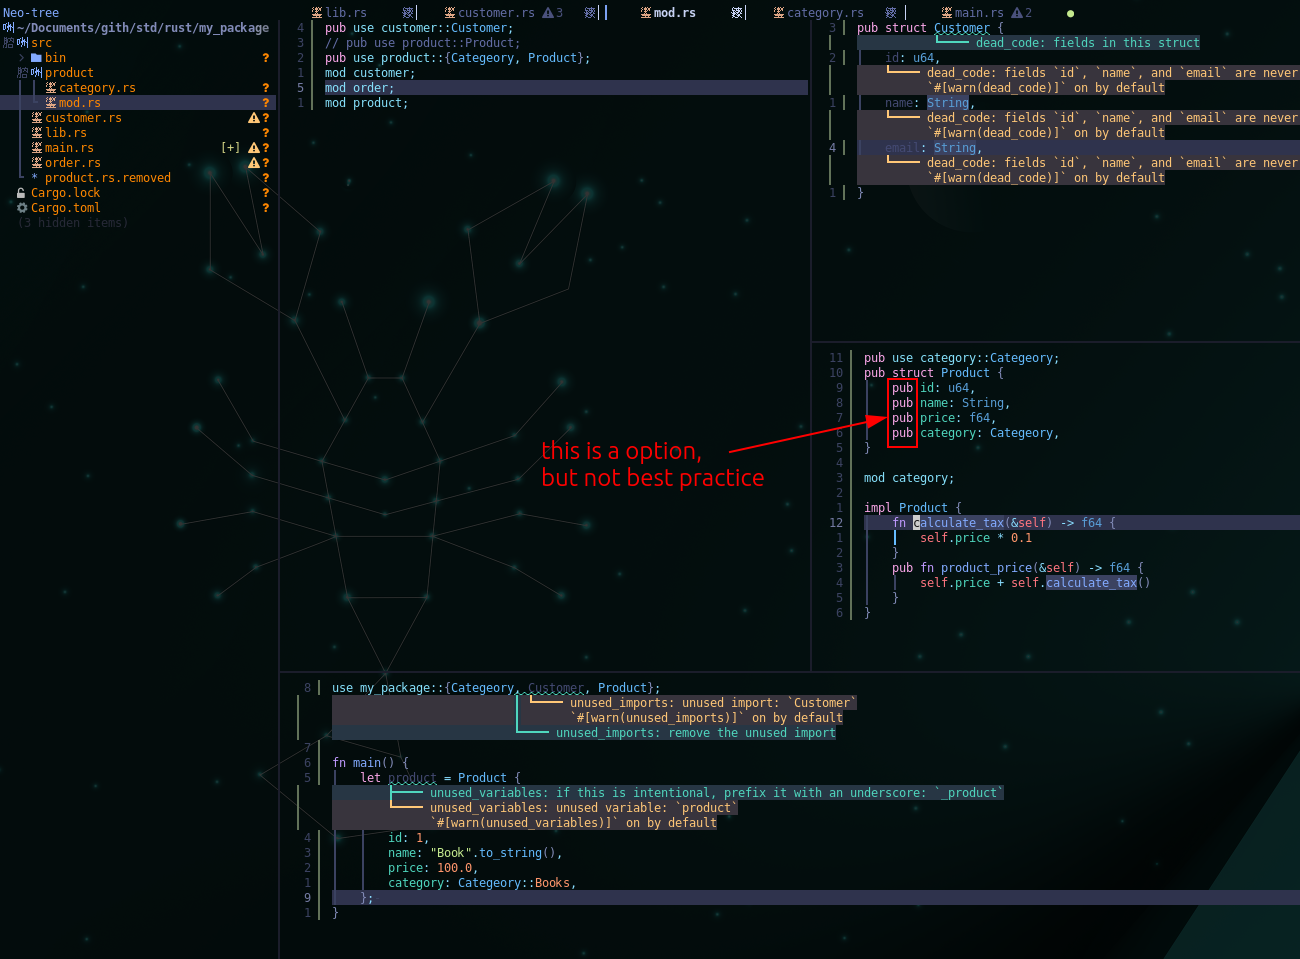 Neo-tree
lib.rs customer.rs 3 mod.rs category.rs main.rs 2
~/Documents/gith/std/rust/my_package
src
bin ?
product
category.rs ?
mod.rs ?
customer.rs ?
lib.rs ?
main.rs [+] ?
order.rs ?
* product.rs.removed ?
Cargo.lock ?
Cargo.toml ?
(3 hidden items)
4 pub use customer::Customer;
3 // pub use product::Product;
2 pub use product::{Categeory, Product};
1 mod customer;
5 mod order;
1 mod product;
3 pub struct Customer {
dead_code: fields in this struct
2 id: u64,
dead_code: fields `id`, `name`, and `email` are never
`#[warn(dead_code)]` on by default
1 name: String,
dead_code: fields `id`, `name`, and `email` are never
`#[warn(dead_code)]` on by default
4 email: String,
dead_code: fields `id`, `name`, and `email` are never
`#[warn(dead_code)]` on by default
1 }
11 pub use category::Categeory;
10 pub struct Product {
9 pub id: u64,
8 pub name: String,
7 pub price: f64,
6 pub category: Categeory,
5 }
4
3 mod category;
2
1 impl Product {
12 fn calculate_tax(&self) -> f64 {
1 self.price * 0.1
2 }
3 pub fn product_price(&self) -> f64 {
4 self.price + self.calculate_tax()
5 }
6 }
this is a option,
but not best practice
8 use my_package::{Categeory, Customer, Product};
unused_imports: unused import: `Customer`
`#[warn(unused_imports)]` on by default
unused_imports: remove the unused import
7
6 fn main() {
5 let product = Product {
unused_variables: if this is intentional, prefix it with an underscore: `_product`
unused_variables: unused variable: `product`
`#[warn(unused_variables)]` on by default
4 id: 1,
3 name: "Book".to_string(),
2 price: 100.0,
1 category: Categeory::Books,
9 };
1 }